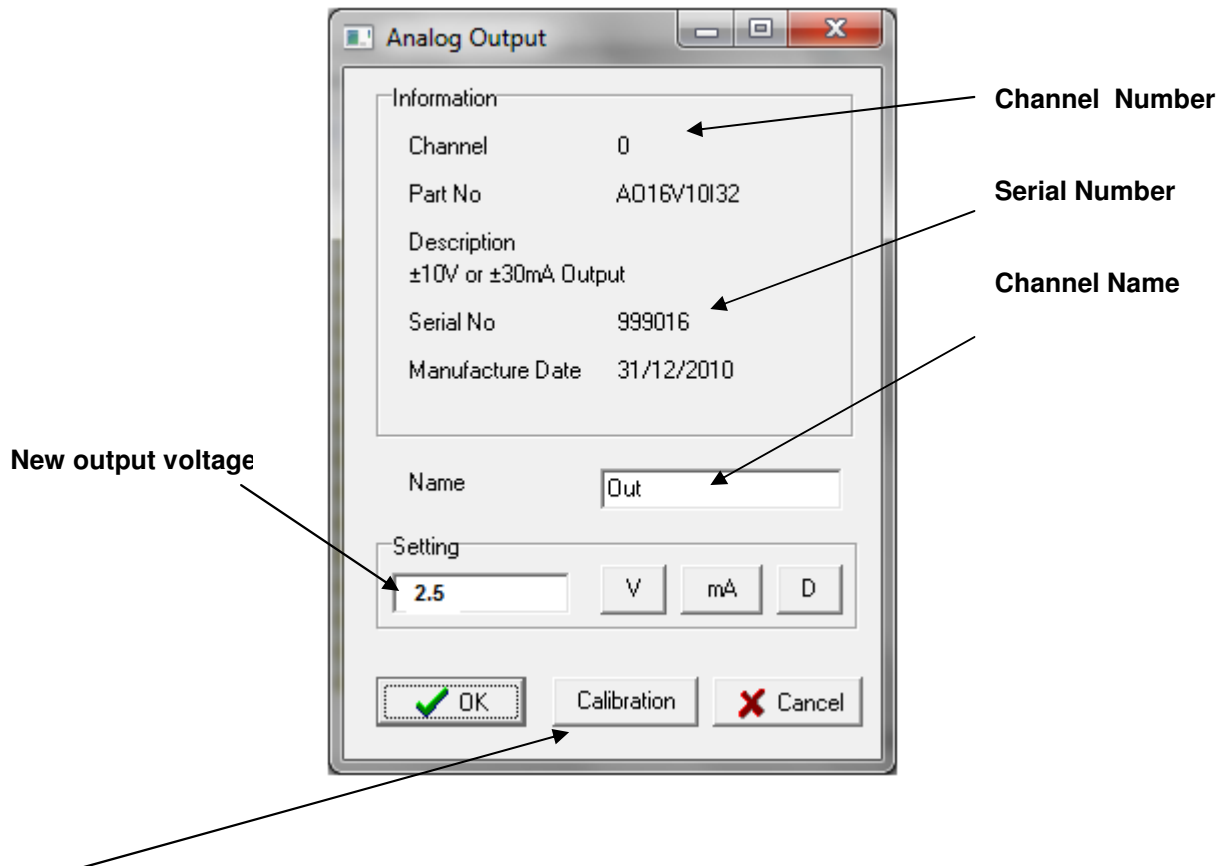 Analog Output
Information
Channel 0
Part No AO16V10I32
Description
±10V or ±30mA Output
Serial No 999016
Manufacture Date 31/12/2010
Name Out
Setting
2.5 V mA D
OK Calibration Cancel
Channel Number
Serial Number
Channel Name
New output voltage